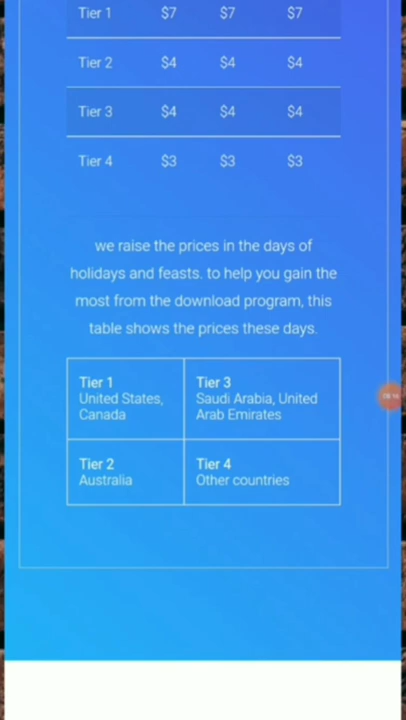 Tier 1 $7 $7 $7
Tier 2 $4 $4 $4
Tier 3 $4 $4 $4
Tier 4 $3 $3 $3
we raise the prices in the days of
holidays and feasts. to help you gain the
most from the download program, this
table shows the prices these days.
Tier 1
United States,
Canada
Tier 3
Saudi Arabia, United
Arab Emirates
Tier 2
Australia
Tier 4
Other countries